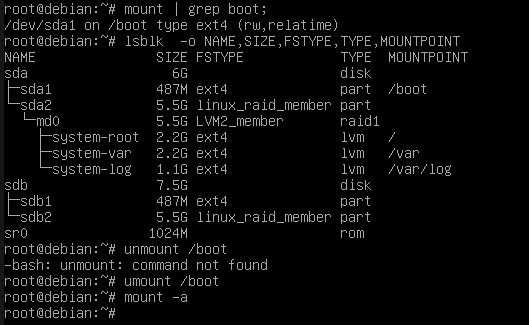 root@debian:~# mount | grep boot;
/dev/sda1 on /boot type ext4 (rw,relatime)
root@debian:~# lsblk  -o NAME,SIZE,FSTYPE,TYPE,MOUNTPOINT
NAME                SIZE FSTYPE            TYPE  MOUNTPOINT
sda                   6G                   disk
├─sda1              487M ext4              part  /boot
└─sda2              5.5G linux_raid_member part
  └─md0             5.5G LVM2_member       raid1
    ├─system-root   2.2G ext4              lvm   /
    ├─system-var    2.2G ext4              lvm   /var
    └─system-log    1.1G ext4              lvm   /var/log
sdb                 7.5G                   disk
├─sdb1              487M ext4              part
└─sdb2              5.5G linux_raid_member part
sr0                1024M                   rom
root@debian:~# unmount /boot
-bash: unmount: command not found
root@debian:~# umount /boot
root@debian:~# mount -a
root@debian:~#